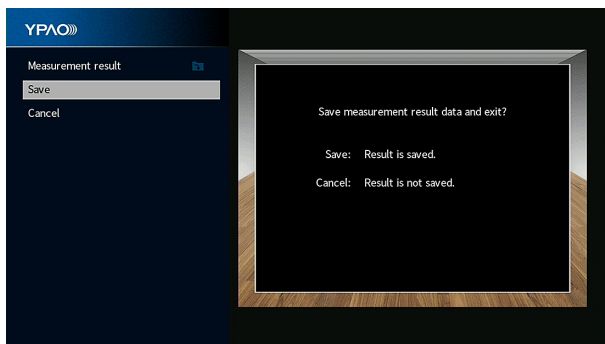 YPAO
Measurement result
Save
Cancel
Save measurement result data and exit?
Save: Result is saved.
Cancel: Result is not saved.